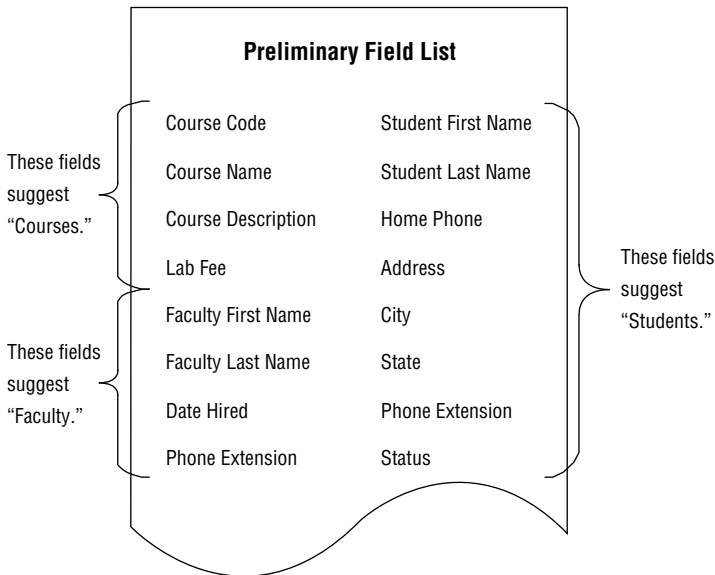 Preliminary Field List
These fields
suggest
“Courses.”
These fields
suggest
“Faculty.”
Course Code
Course Name
Course Description
Lab Fee
Faculty First Name
Faculty Last Name
Date Hired
Phone Extension
Student First Name
Student Last Name
Home Phone
Address
City
State
Phone Extension
Status
These fields
suggest
“Students.”